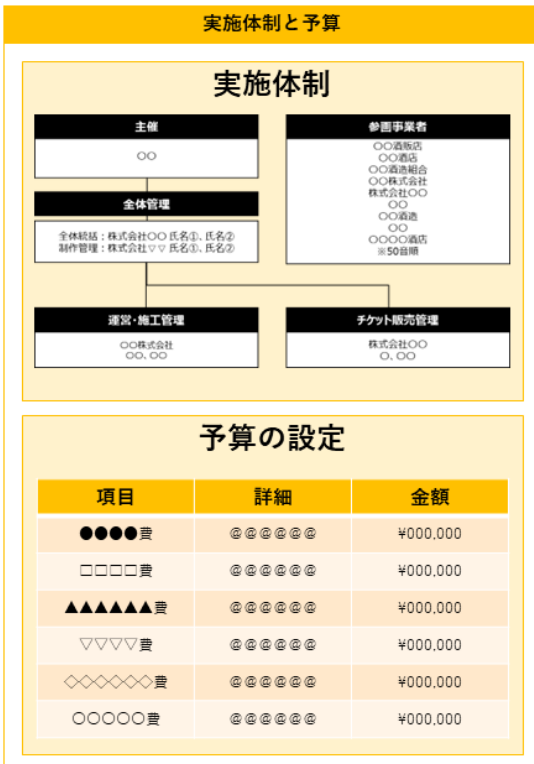 実施体制と予算
実施体制
主催
〇〇
全体管理
全体統括：株式会社〇〇 氏名①、氏名②
制作管理：株式会社▽▽ 氏名①、氏名②
参画事業者
〇〇酒販店
〇〇酒店
〇〇酒造組合
〇〇株式会社
株式会社〇〇
〇〇
〇〇酒造
〇〇
〇〇〇〇酒店
※50音順
運営・施工管理
〇〇株式会社
〇〇、〇〇
チケット販売管理
株式会社〇〇
〇、〇〇
予算の設定
項目 詳細 金額
●●●●費 @@@@@@ ¥000,000
□□□□費 @@@@@@ ¥000,000
▲▲▲▲▲▲費 @@@@@@ ¥000,000
▽▽▽▽費 @@@@@@ ¥000,000
◇◇◇◇◇◇費 @@@@@@ ¥000,000
〇〇〇〇〇費 @@@@@@ ¥000,000